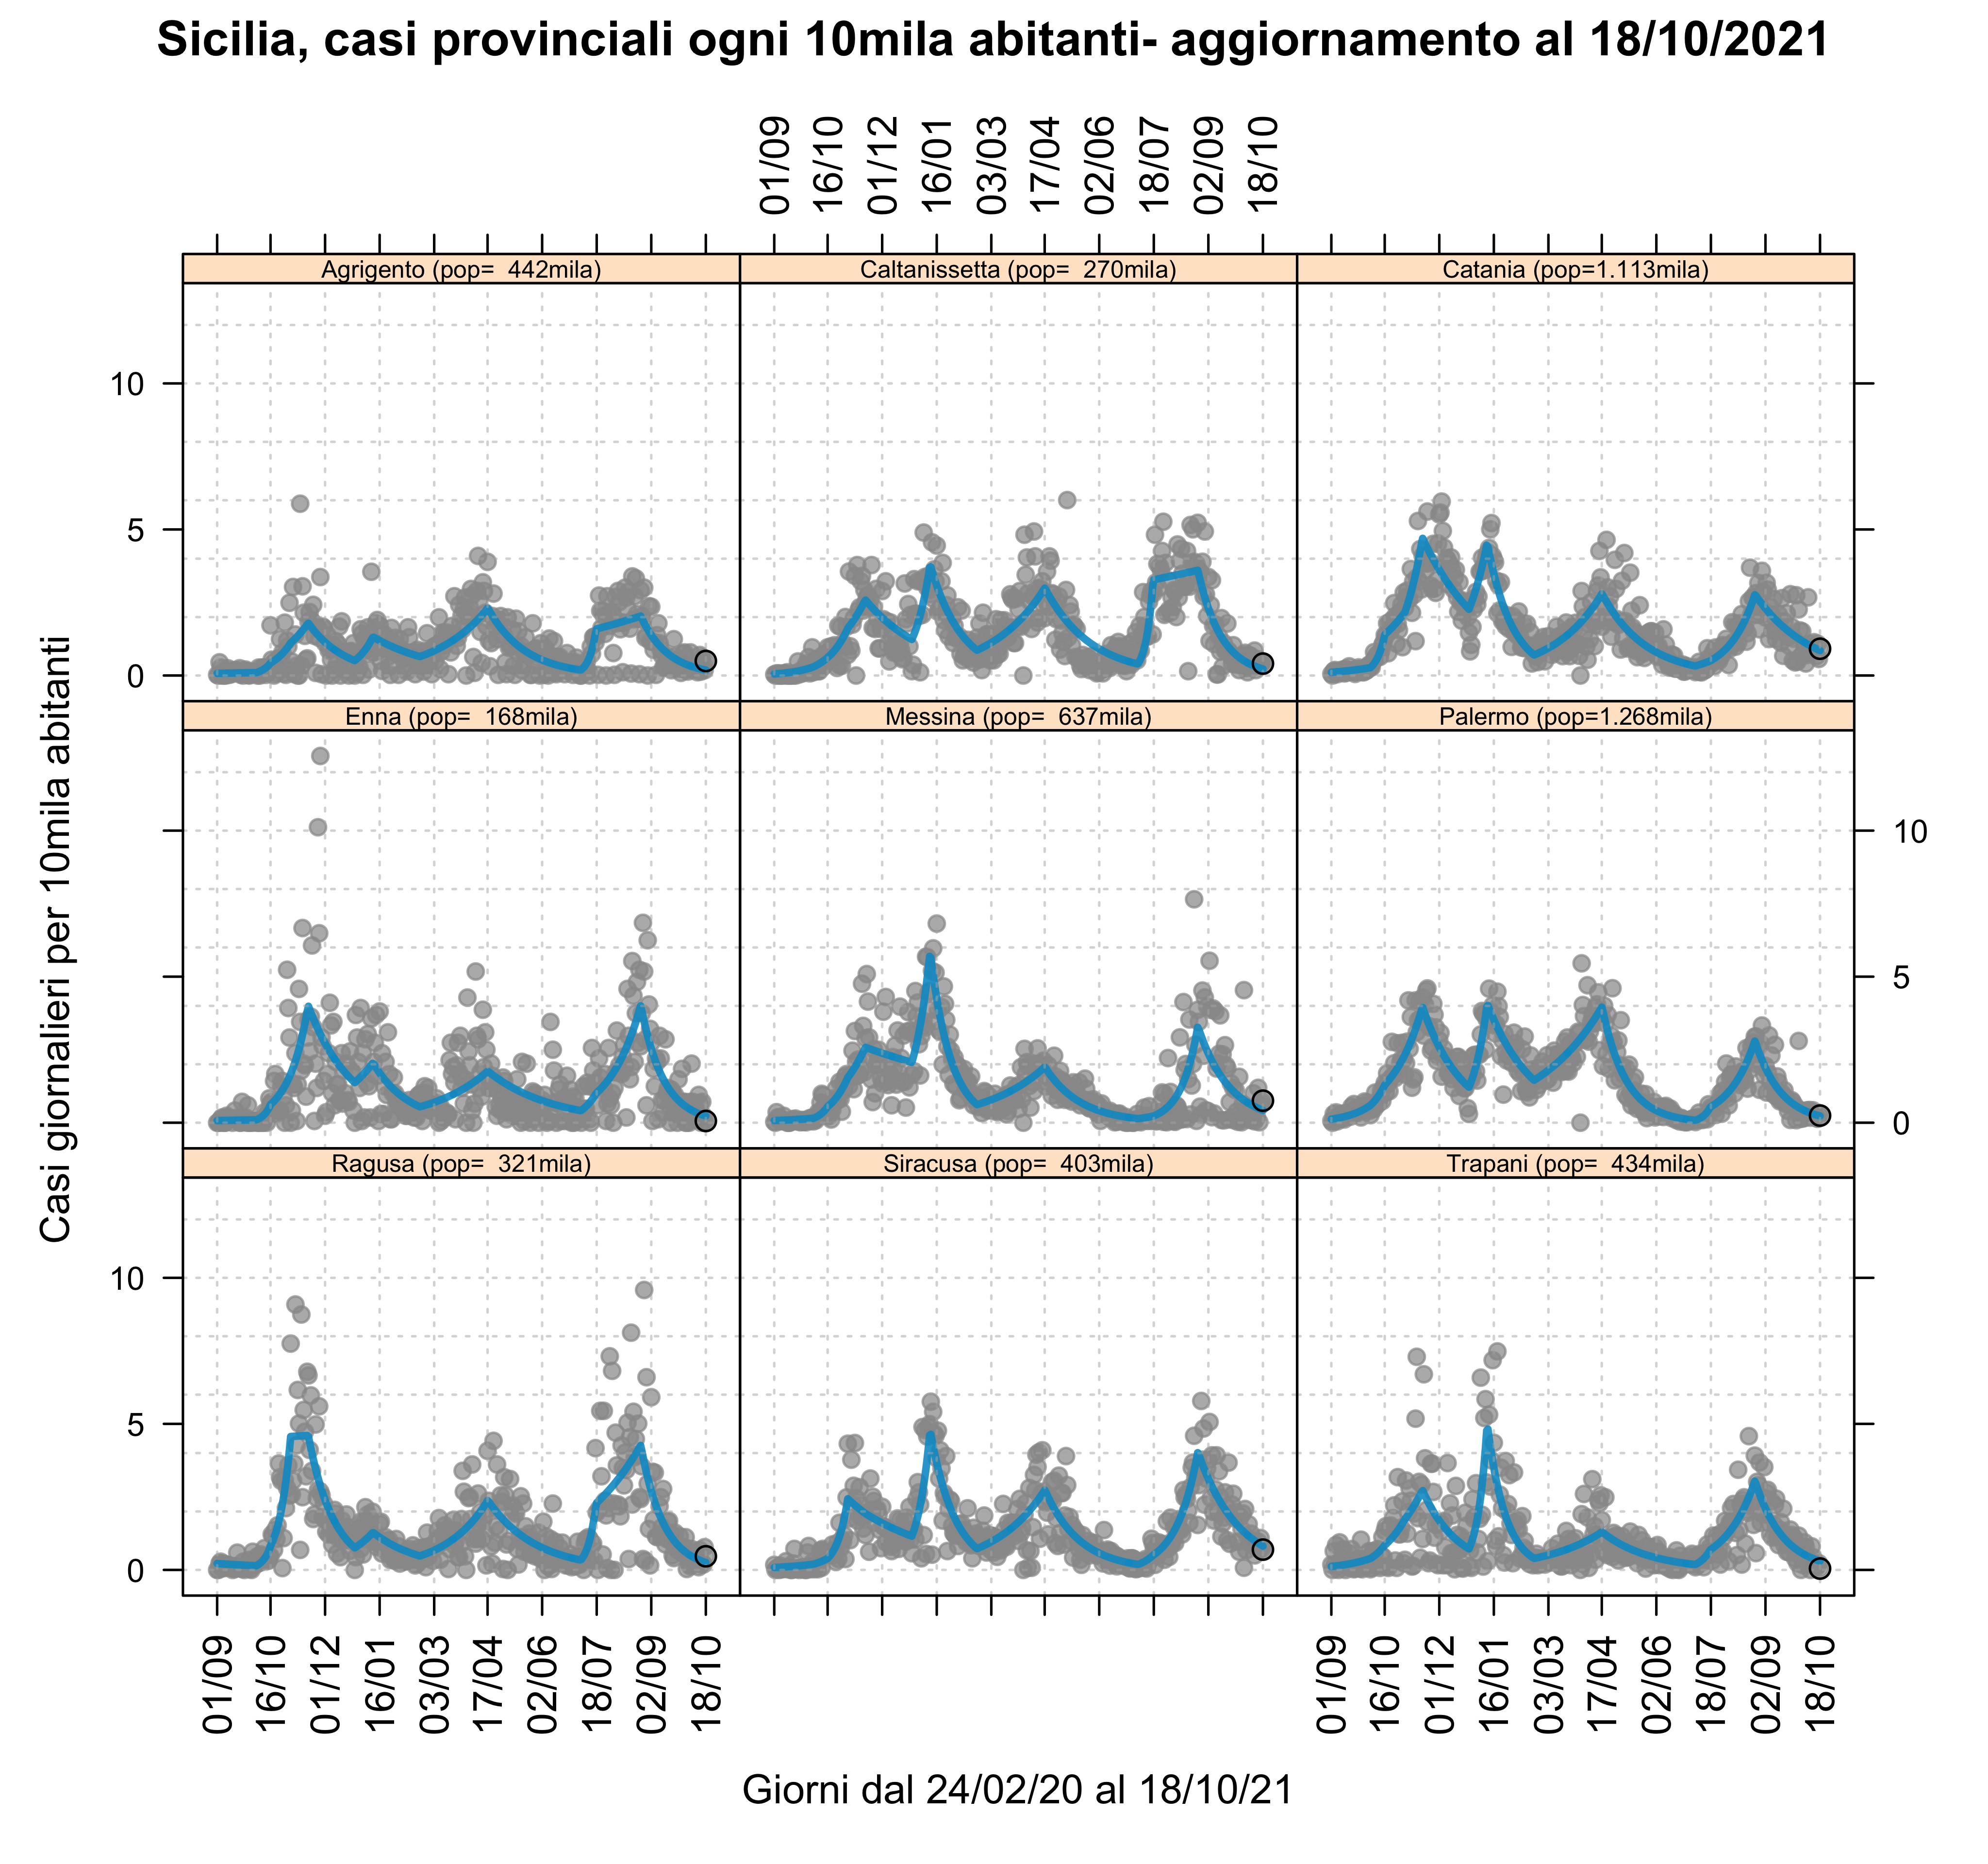 Sicilia, casi provinciali ogni 10mila abitanti- aggiornamento al 18/10/2021
01/09 16/10 01/12 16/01 03/03 17/04 02/06 18/07 02/09 18/10
Agrigento (pop=  442mila) Caltanissetta (pop=  270mila) Catania (pop=1.113mila)
10
5
0
Enna (pop=  168mila) Messina (pop=  637mila) Palermo (pop=1.268mila)
10
5
0
Ragusa (pop=  321mila) Siracusa (pop=  403mila) Trapani (pop=  434mila)
10
5
0
Casi giornalieri per 10mila abitanti
01/09 16/10 01/12 16/01 03/03 17/04 02/06 18/07 02/09 18/10 01/09 16/10 01/12 16/01 03/03 17/04 02/06 18/07 02/09 18/10
Giorni dal 24/02/20 al 18/10/21